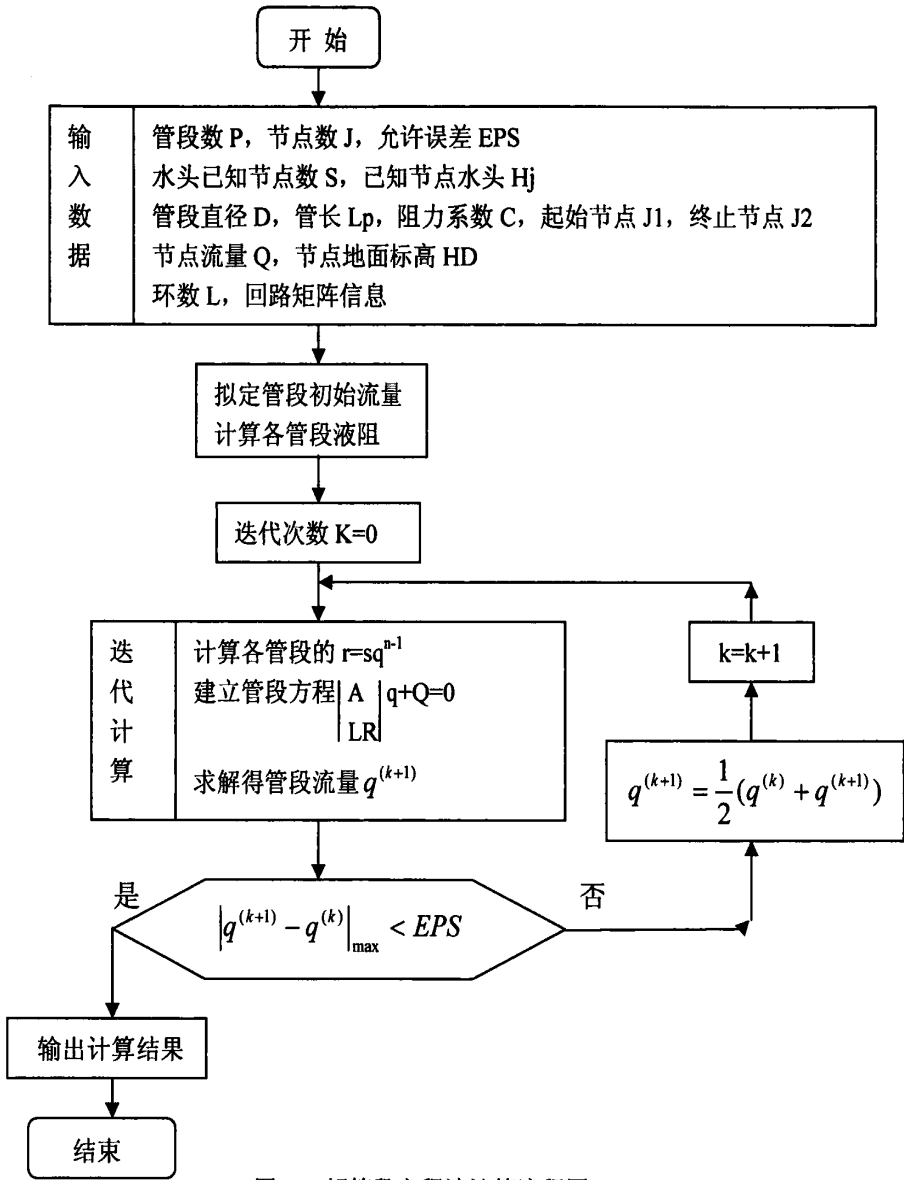 开 始
输入数据
管段数 P，节点数 J，允许误差 EPS
水头已知节点数 S，已知节点水头 Hj
管段直径 D，管长 Lp，阻力系数 C，起始节点 J1，终止节点 J2
节点流量 Q，节点地面标高 HD
环数 L，回路矩阵信息
拟定管段初始流量
计算各管段液阻
迭代次数 K=0
迭代计算
计算各管段的 r=sq^{n-1}
建立管段方程|A LR|q+Q=0
求解得管段流量 q^{(k+1)}
k=k+1
q^{(k+1)} = \frac{1}{2}(q^{(k)} + q^{(k+1)})
是
否
|q^{(k+1)} - q^{(k)}|_{max} < EPS
输出计算结果
结束